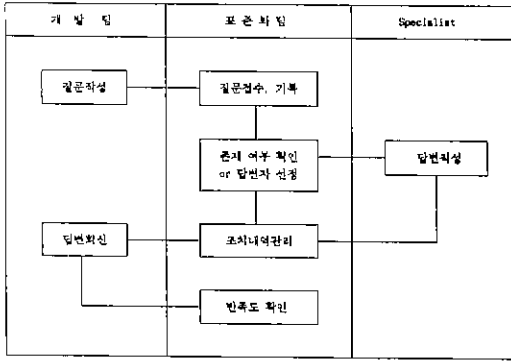 개 발 팀
표 준 화 팀
Specialist
질문작성
질문접수, 기록
존재 여부 확인
or 답변자 선정
답변작성
답변회신
조치내역관리
만족도 확인